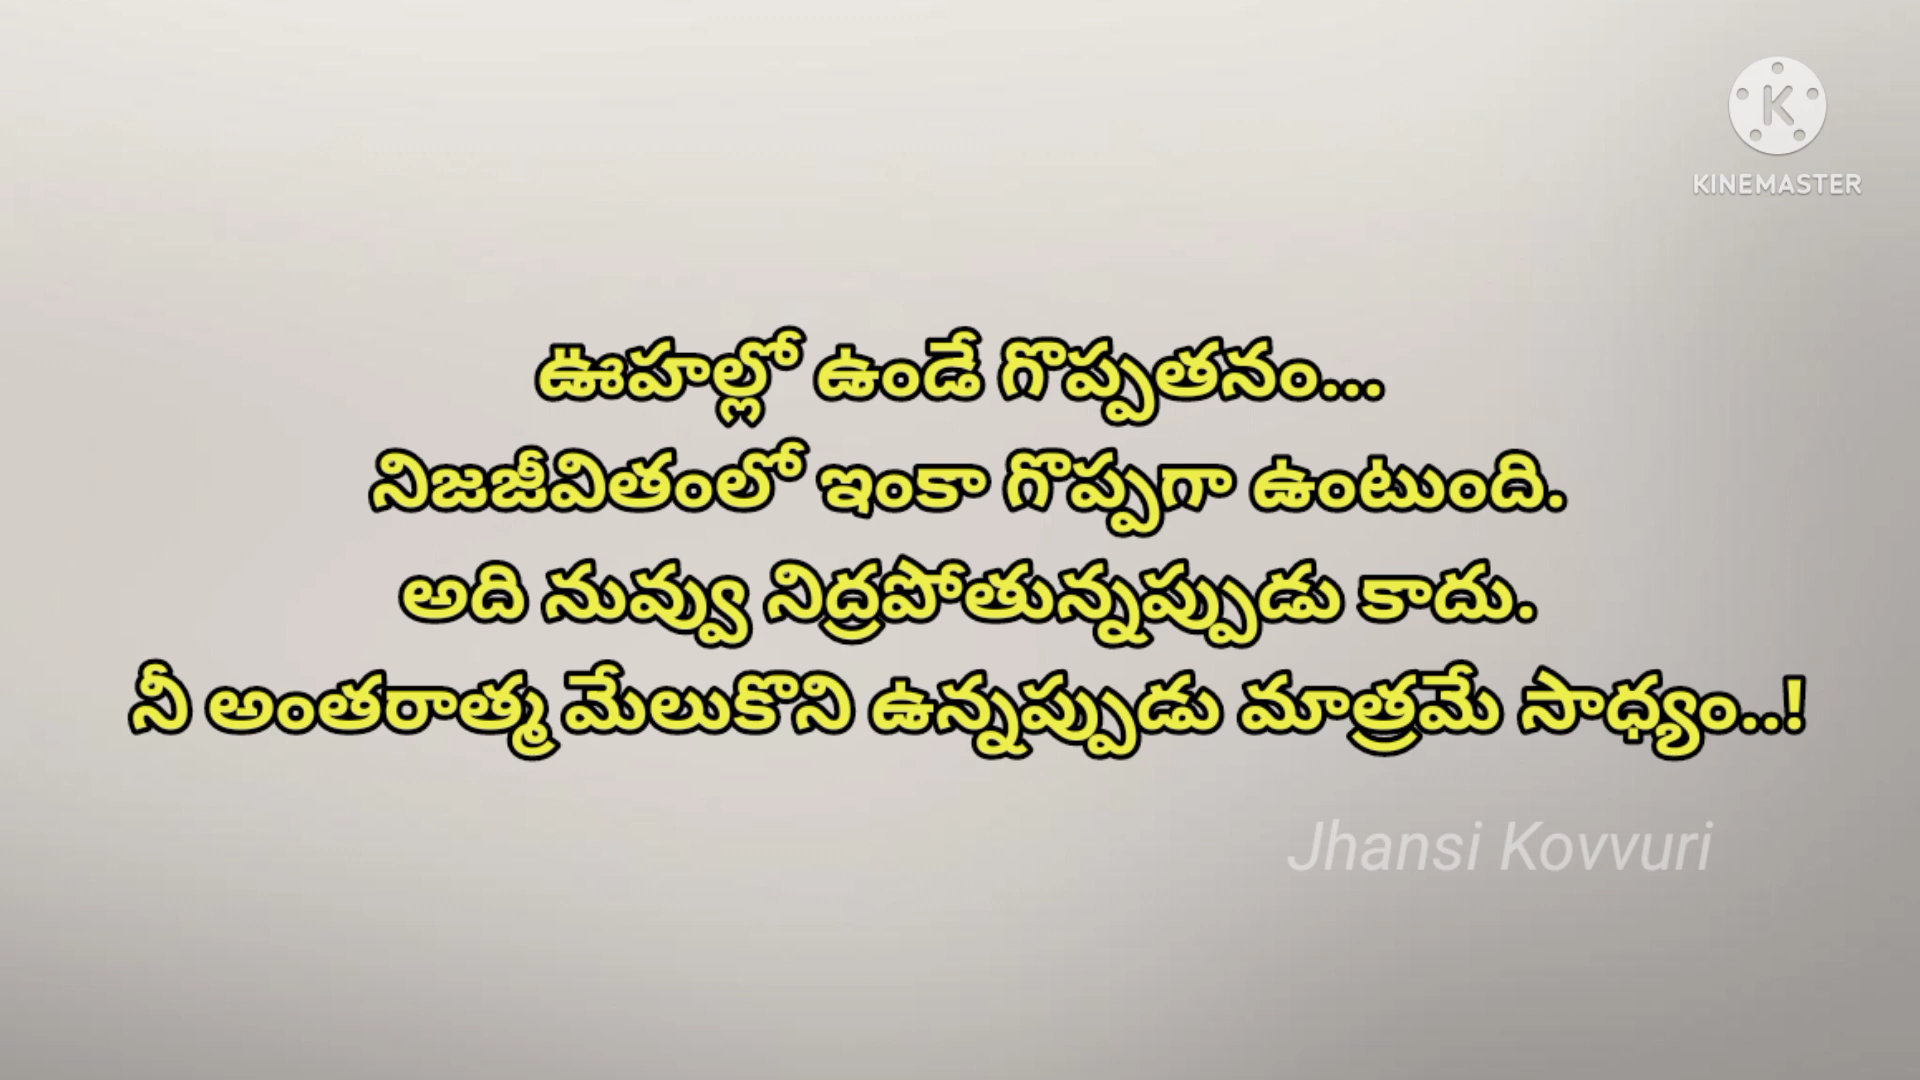 KINEMASTER
ఊహల్లో ఉండే గొప్పతనం...
నిజజీవితంలో ఇంకా గొప్పగా ఉంటుంది.
అది నువ్వు నిద్రపోతున్నప్పుడు కాదు.
నీ అంతరాత్మ మేలుకొని ఉన్నప్పుడు మాత్రమే సాధ్యం..!
Jhansi Kovvuri